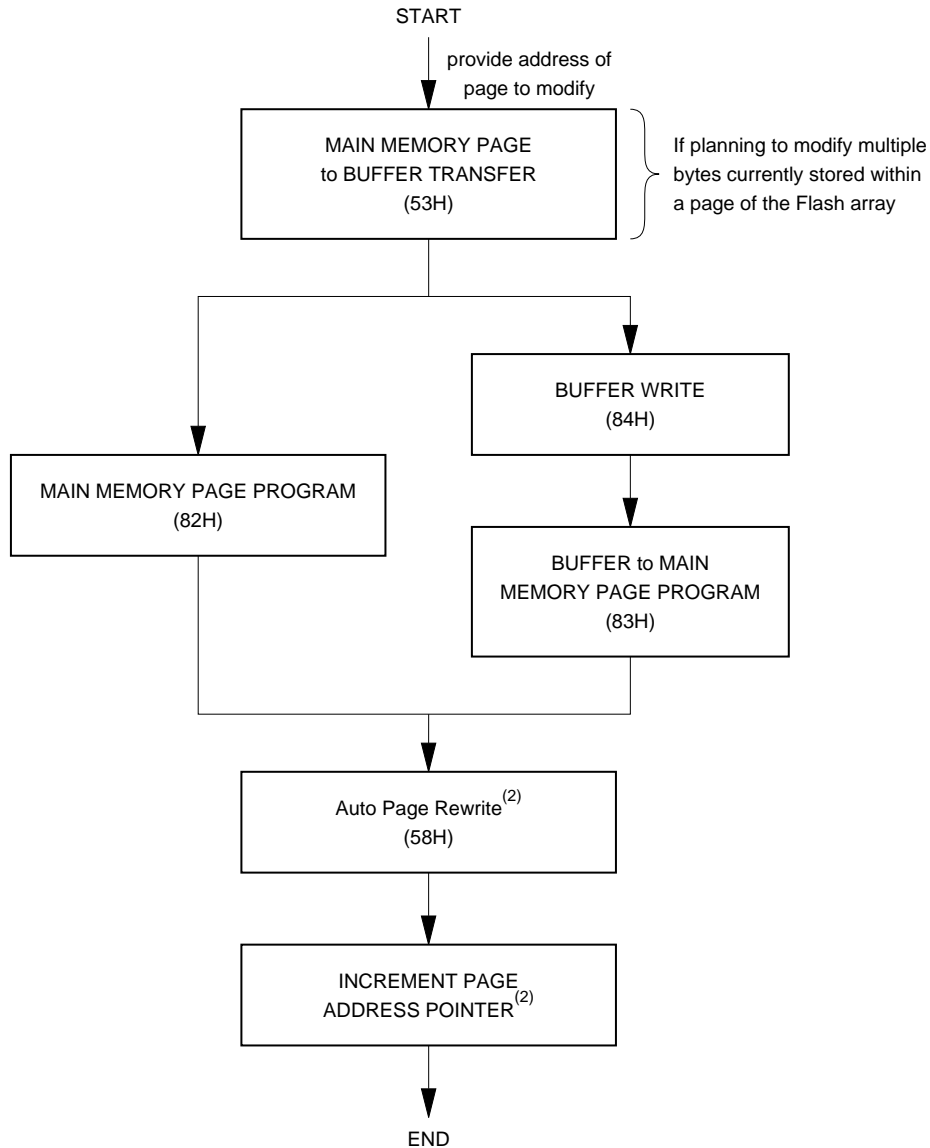 START
provide address of
page to modify
MAIN MEMORY PAGE
to BUFFER TRANSFER
(53H)
If planning to modify multiple
bytes currently stored within
a page of the Flash array
BUFFER WRITE
(84H)
MAIN MEMORY PAGE PROGRAM
(82H)
BUFFER to MAIN
MEMORY PAGE PROGRAM
(83H)
Auto Page Rewrite(2)
(58H)
INCREMENT PAGE
ADDRESS POINTER(2)
END